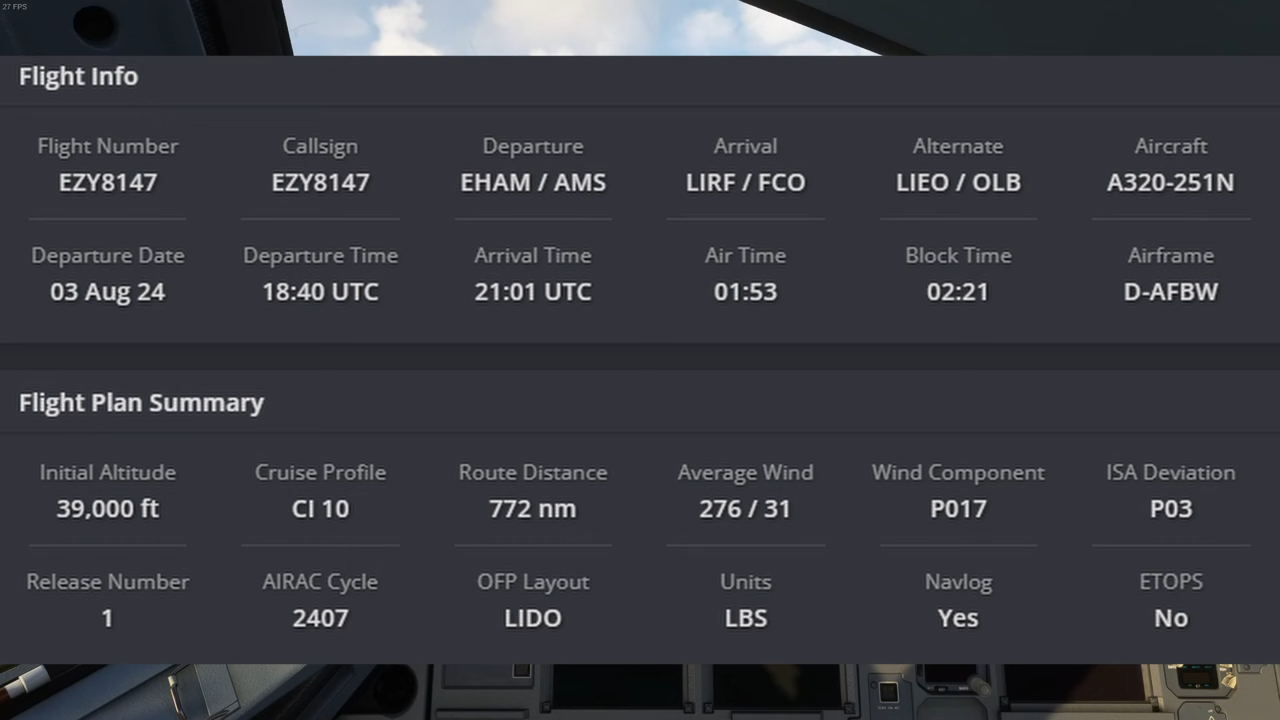 27 FPS
Flight Info
Flight Number Callsign Departure Arrival Alternate Aircraft
EZY8147 EZY8147 EHAM / AMS LIRF / FCO LIEO / OLB A320-251N
Departure Date Departure Time Arrival Time Air Time Block Time Airframe
03 Aug 24 18:40 UTC 21:01 UTC 01:53 02:21 D-AFBW
Flight Plan Summary
Initial Altitude Cruise Profile Route Distance Average Wind Wind Component ISA Deviation
39,000 ft CI 10 772 nm 276 / 31 P017 P03
Release Number AIRAC Cycle OFP Layout Units Navlog ETOPS
1 2407 LIDO LBS Yes No